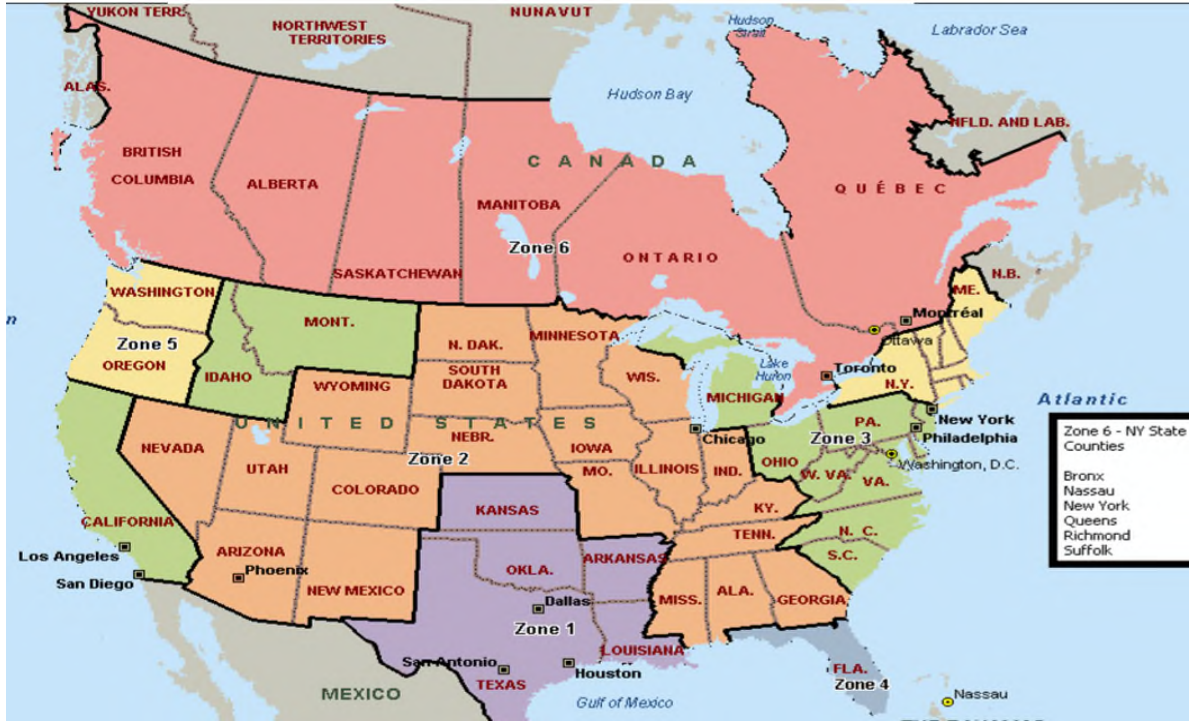 YUKON TERR.
NORTHWEST
TERRITORIES
NUNAVUT
Hudson
Strait
Labrador Sea
ALAS.
Hudson Bay
NFLD. AND LAB.
BRITISH
COLUMBIA
ALBERTA
CANADA
QUÉBEC
MANITOBA
Zone 6
ONTARIO
SASKATCHEWAN
N.B.
WASHINGTON
ME.
MONT.
Montréal
n
Zone 5
N. DAK.
MINNESOTA
Ottawa
OREGON
IDAHO
WYOMING
SOUTH
DAKOTA
WIS.
Lake
Huron
Toronto
MICHIGAN
N.Y.
Atlantic
UNITED STATES
NEVADA
NEBR.
IOWA
Chicago
PA.
New York
Philadelphia
Zone 2
Zone 3
UTAH
COLORADO
MO.
ILLINOIS
IND.
OHIO
W. VA.
VA.
Washington, D.C.
Zone 6 - NY State
Counties
Bronx
Nassau
New York
Queens
Richmond
Suffolk
CALIFORNIA
KANSAS
KY.
TENN.
N. C.
S.C.
Los Angeles
San Diego
ARIZONA
Phoenix
NEW MEXICO
OKLA.
ARKANSAS
MISS.
ALA.
GEORGIA
Dallas
Zone 1
LOUISIANA
San Antonio
Houston
TEXAS
FLA.
Zone 4
MEXICO
Gulf of Mexico
Nassau